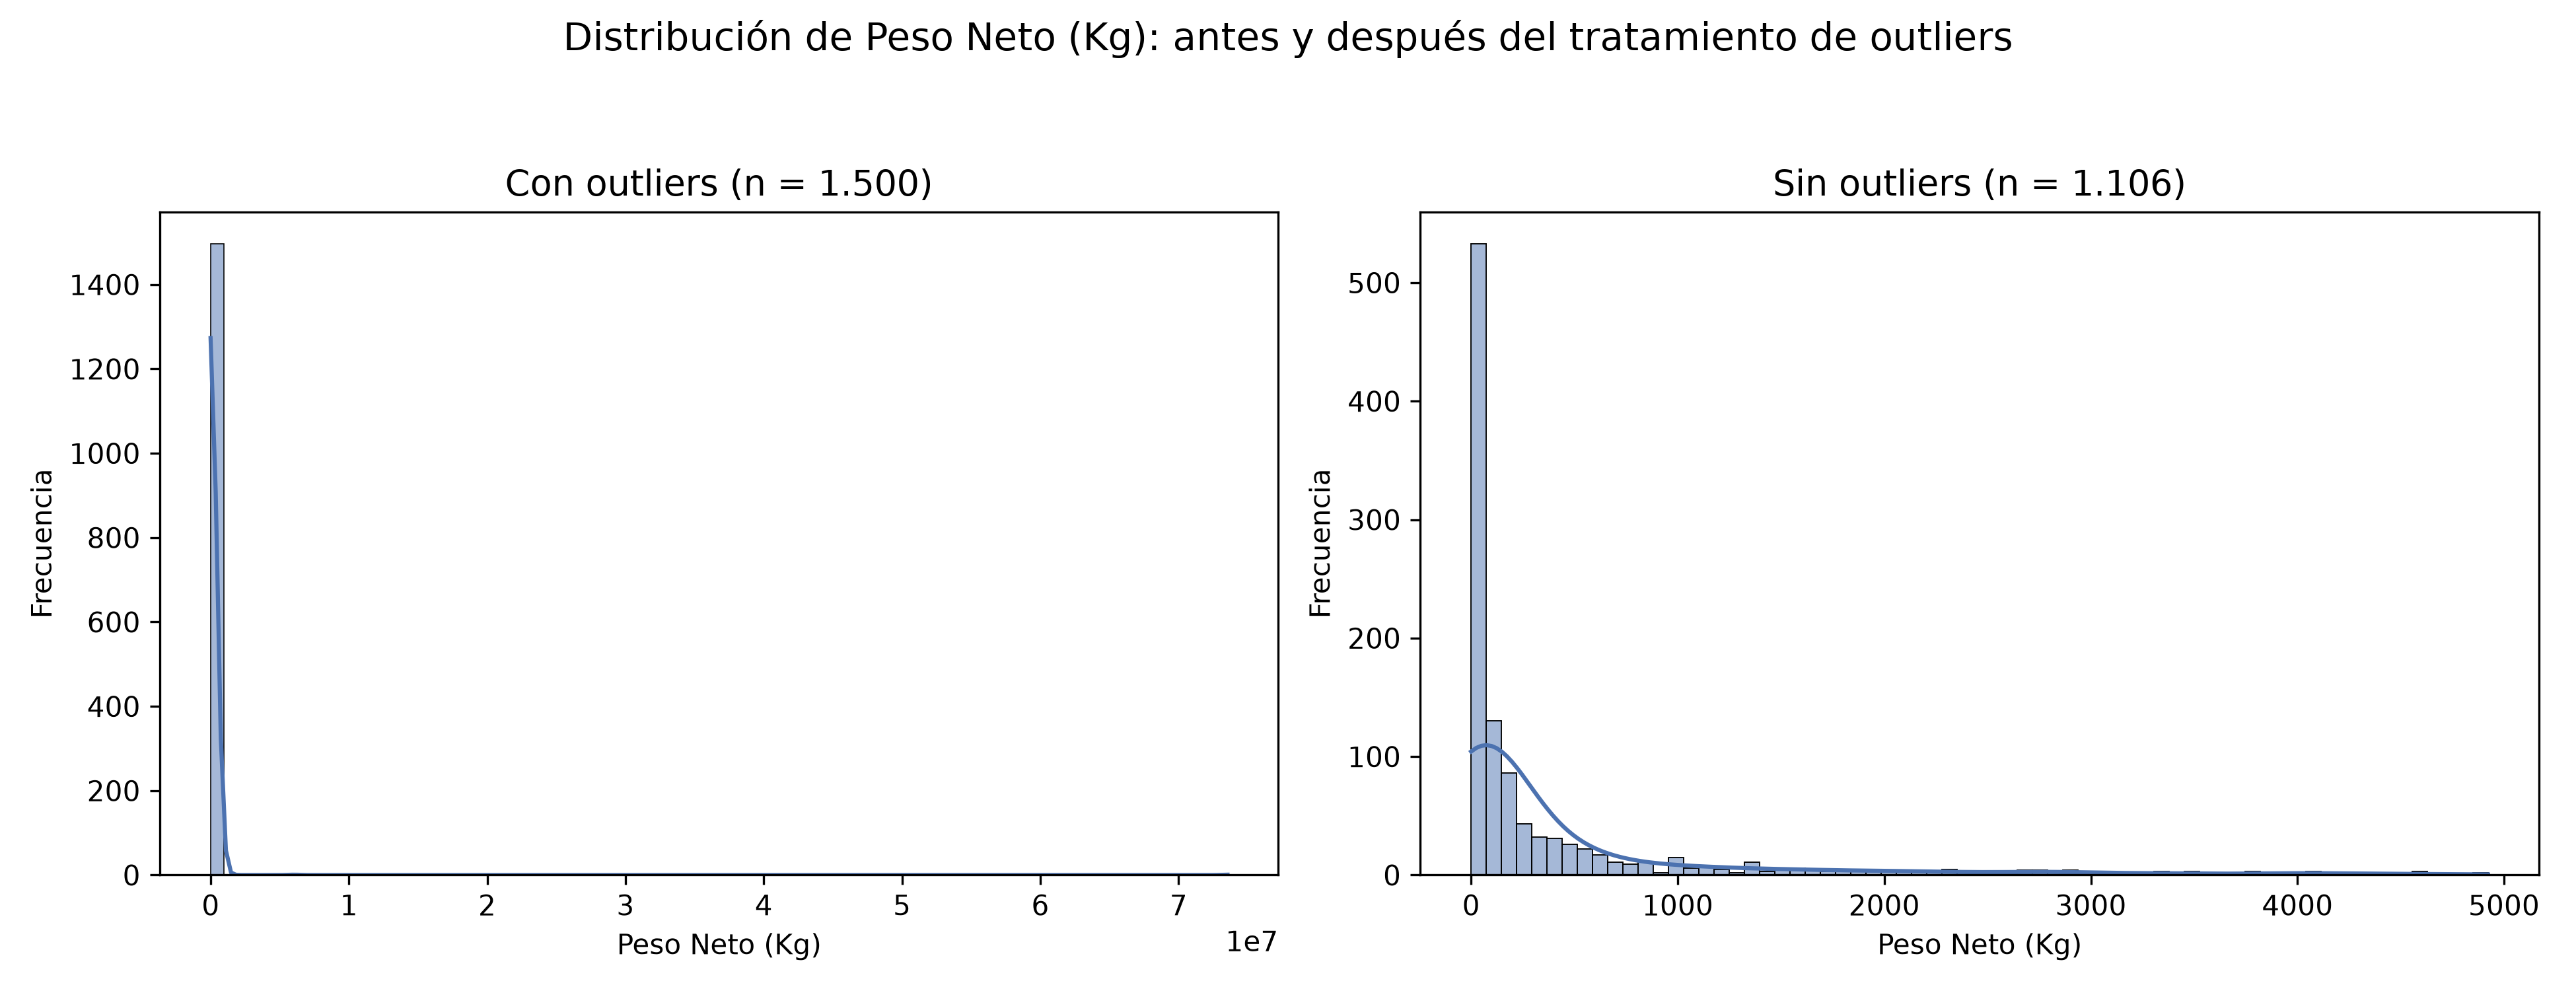 Distribución de Peso Neto (Kg): antes y después del tratamiento de outliers
Con outliers (n = 1.500)
1400
1200
1000
800
600
400
200
0
Frecuencia
0 1 2 3 4 5 6 7
1e7
Peso Neto (Kg)
Sin outliers (n = 1.106)
500
400
300
200
100
0
Frecuencia
0 1000 2000 3000 4000 5000
Peso Neto (Kg)